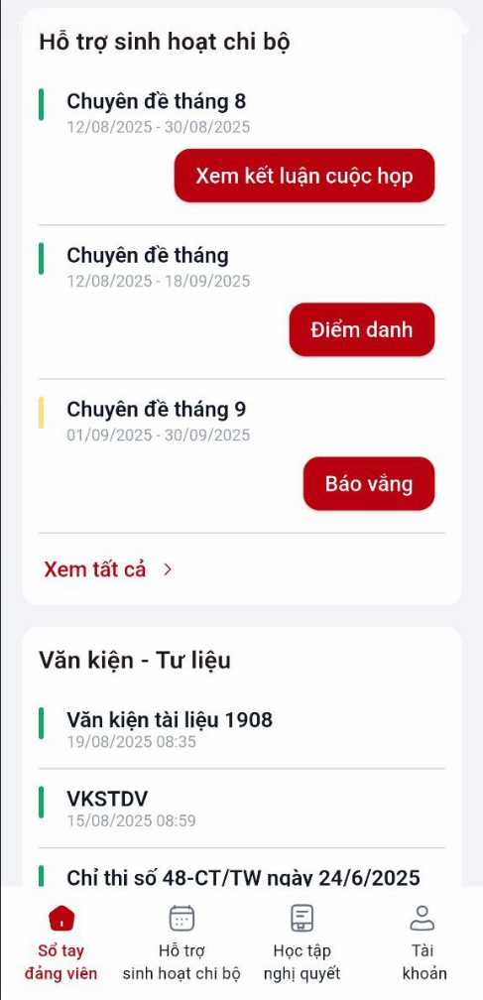 Hỗ trợ sinh hoạt chi bộ
Chuyên đề tháng 8
12/08/2025 - 30/08/2025
Xem kết luận cuộc họp
Chuyên đề tháng
12/08/2025 - 18/09/2025
Điểm danh
Chuyên đề tháng 9
01/09/2025 - 30/09/2025
Báo vắng
Xem tất cả
Văn kiện - Tư liệu
Văn kiện tài liệu 1908
19/08/2025 08:35
VKSTDV
15/08/2025 08:59
Chỉ thị số 48-CT/TW ngày 24/6/2025
Sổ tay
đảng viên
Hỗ trợ
sinh hoạt chi bộ
Học tập
nghị quyết
Tài
khoản